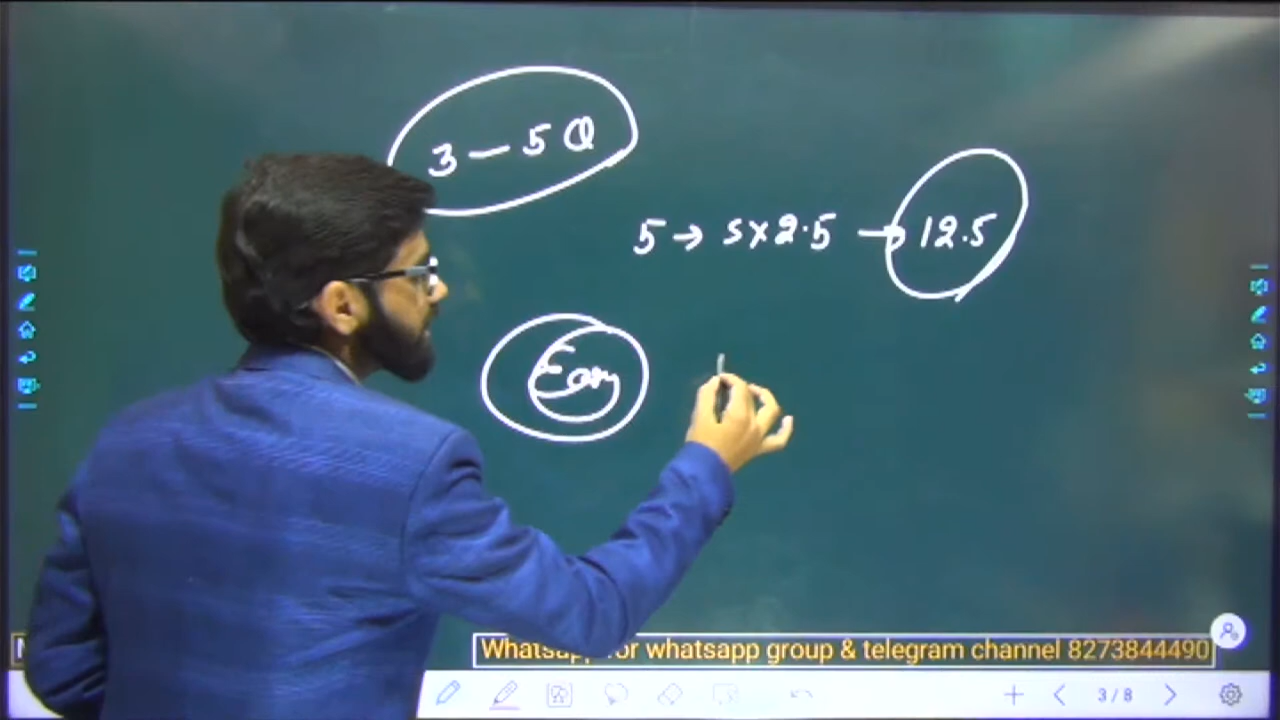 3 - 5 Q
5 → 5 x 2.5 → 12.5
Easy
Whatsapp for whatsapp group & telegram channel 8273844490
3 / 8